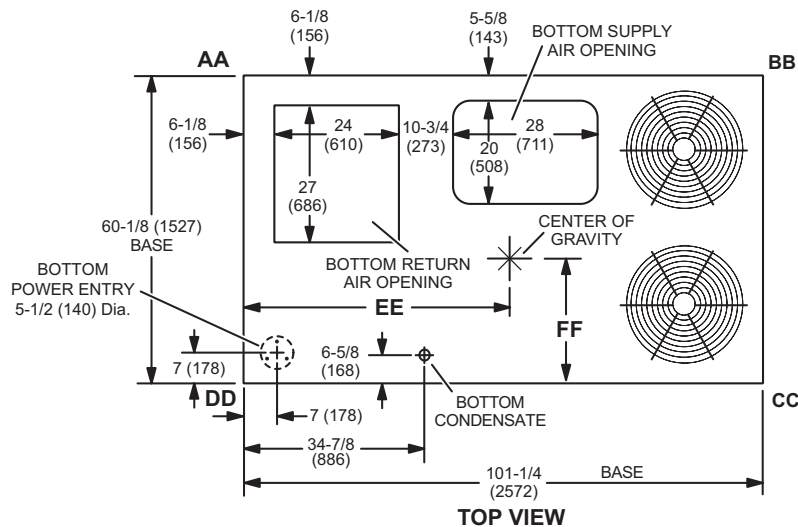 6-1/8
(156)
5-5/8
(143)
BOTTOM SUPPLY
AIR OPENING
AA
BB
6-1/8
(156)
24
(610)
10-3/4
(273)
28
(711)
20
(508)
27
(686)
60-1/8 (1527)
BASE
CENTER OF
GRAVITY
BOTTOM RETURN
AIR OPENING
BOTTOM
POWER ENTRY
5-1/2 (140) Dia.
EE
FF
7 (178)
6-5/8
(168)
DD
7 (178)
BOTTOM
CONDENSATE
CC
34-7/8
(886)
101-1/4
(2572)
BASE
TOP VIEW